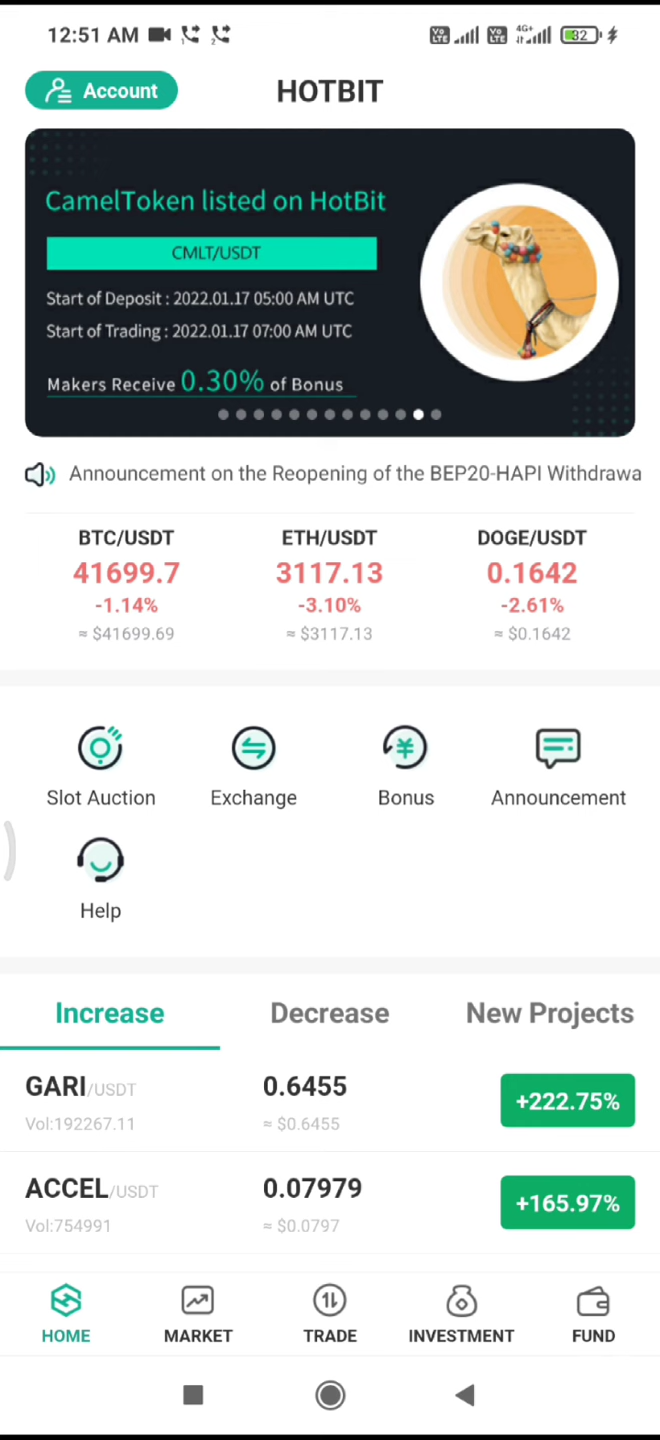 12:51 AM
VO LTE VO LTE 4G+ 32
Account
HOTBIT
CamelToken listed on HotBit
CMLT/USDT
Start of Deposit : 2022.01.17 05:00 AM UTC
Start of Trading : 2022.01.17 07:00 AM UTC
Makers Receive 0.30% of Bonus
Announcement on the Reopening of the BEP20-HAPI Withdrawa
BTC/USDT ETH/USDT DOGE/USDT
41699.7 3117.13 0.1642
-1.14% -3.10% -2.61%
≈ $41699.69 ≈ $3117.13 ≈ $0.1642
Slot Auction Exchange Bonus Announcement
Help
Increase Decrease New Projects
GARI/USDT 0.6455 +222.75%
Vol:192267.11 ≈ $0.6455
ACCEL/USDT 0.07979 +165.97%
Vol:754991 ≈ $0.0797
HOME MARKET TRADE INVESTMENT FUND